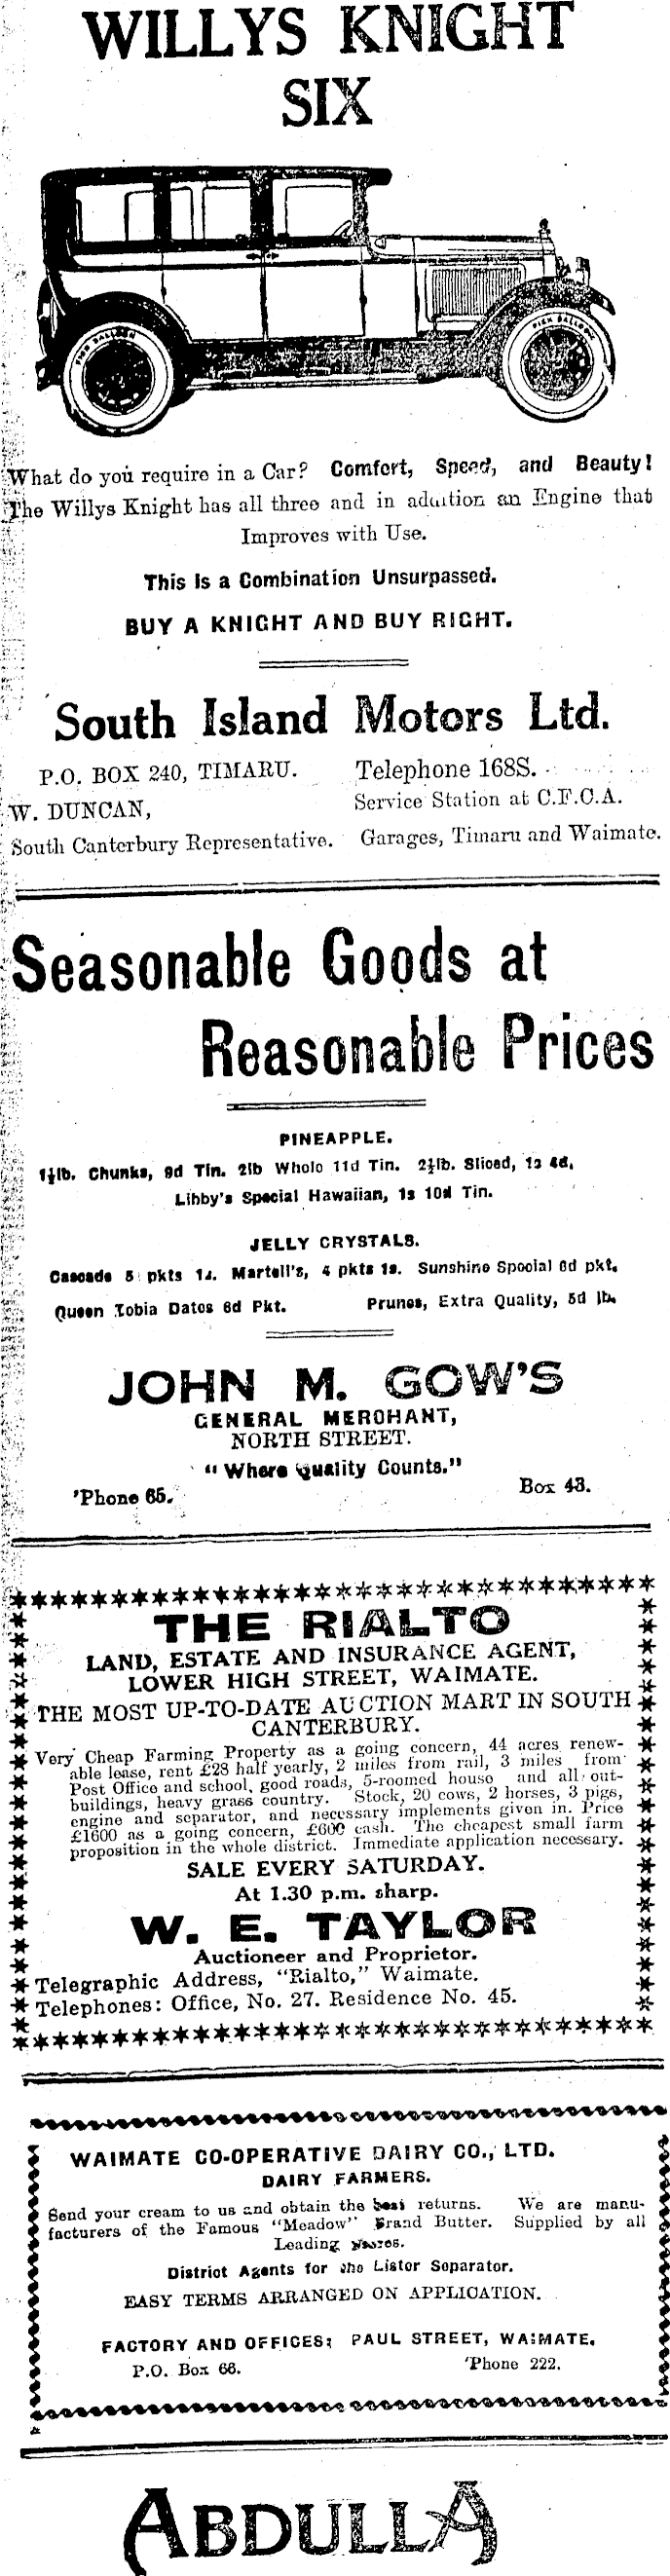 WILLYS KNIGHT
SIX
What do you require in a Car? Comfort, Speed, and Beauty!
The Willys Knight has all three and in addition an Engine that
Improves with Use.
This Is a Combination Unsurpassed.
BUY A KNIGHT AND BUY RIGHT.
South Island Motors Ltd.
P.O. BOX 240, TIMARU. Telephone 168S.
W. DUNCAN, Service Station at C.F.C.A.
South Canterbury Representative. Garages, Timaru and Waimate.
Seasonable Goods at
Reasonable Prices
PINEAPPLE.
1½lb. Chunks, 9d Tin. 2lb Whole 11d Tin. 2½lb. Sliced, 1s 4d.
Libby's Special Hawaiian, 1s 10d Tin.
JELLY CRYSTALS.
Cascade 5 pkts 1s. Martell's, 4 pkts 1s. Sunshine Special 6d pkt.
Queen Tobia Dates 6d Pkt. Prunes, Extra Quality, 5d lb.
JOHN M. GOW'S
GENERAL MERCHANT,
NORTH STREET.
"Where Quality Counts."
'Phone 65. Box 43.
THE RIALTO
LAND, ESTATE AND INSURANCE AGENT,
LOWER HIGH STREET, WAIMATE.
THE MOST UP-TO-DATE AUCTION MART IN SOUTH
CANTERBURY.
Very Cheap Farming Property as a going concern, 44 acres renew-
able lease, rent £28 half yearly, 2 miles from rail, 3 miles from
Post Office and school, good roads, 5-roomed house and all out-
buildings, heavy grass country. Stock, 20 cows, 2 horses, 3 pigs,
engine and separator, and necessary implements given in. Price
£1600 as a going concern, £600 cash. The cheapest small farm
proposition in the whole district. Immediate application necessary.
SALE EVERY SATURDAY.
At 1.30 p.m. sharp.
W. E. TAYLOR
Auctioneer and Proprietor.
Telegraphic Address, "Rialto," Waimate.
Telephones: Office, No. 27. Residence No. 45.
WAIMATE CO-OPERATIVE DAIRY CO., LTD.
DAIRY FARMERS.
Send your cream to us and obtain the best returns. We are manu-
facturers of the Famous "Meadow" Brand Butter. Supplied by all
Leading
District Agents for the Lister Separator.
EASY TERMS ARRANGED ON APPLICATION.
FACTORY AND OFFICES: PAUL STREET, WAIMATE.
P.O. Box 66. 'Phone 222.
ABDULLA